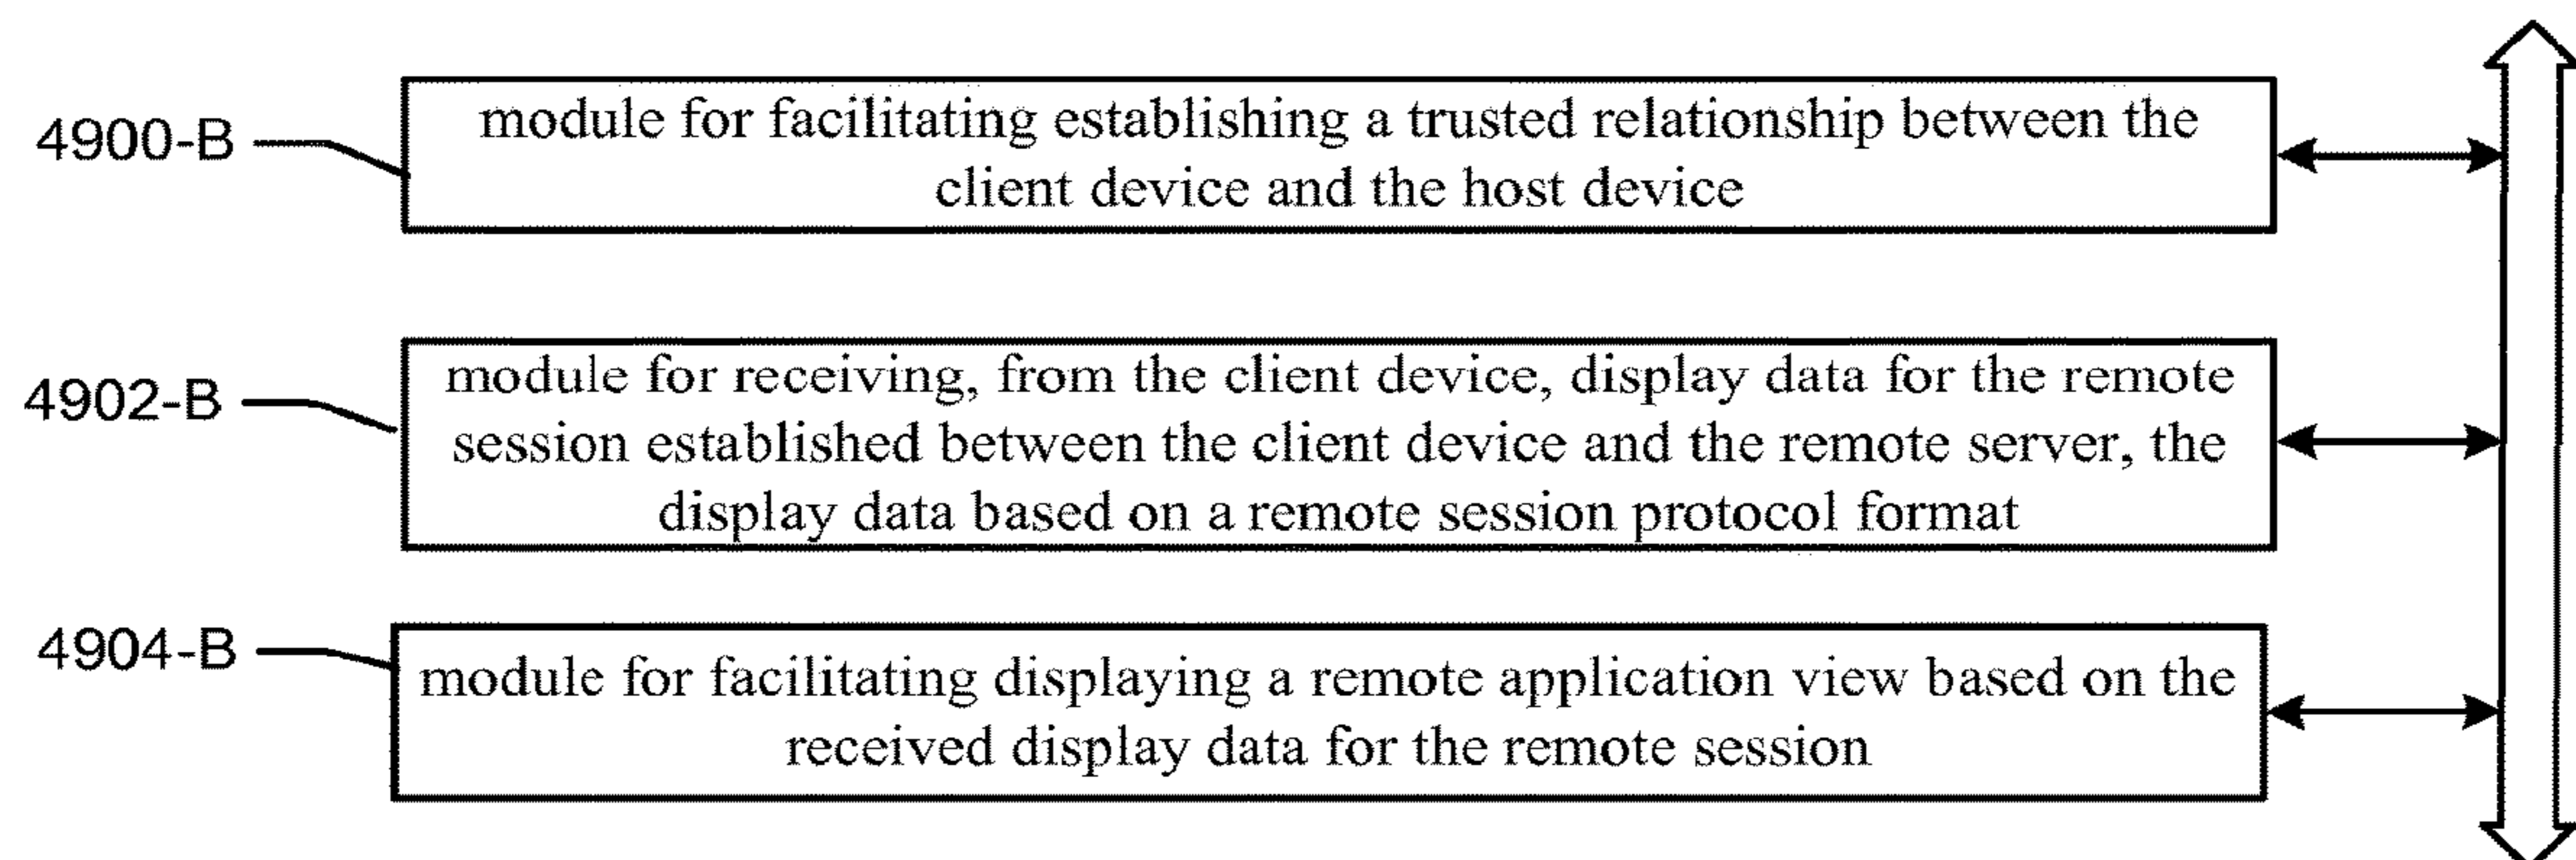 4900-B
module for facilitating establishing a trusted relationship between the
client device and the host device
4902-B
module for receiving, from the client device, display data for the remote
session established between the client device and the remote server, the
display data based on a remote session protocol format
4904-B
module for facilitating displaying a remote application view based on the
received display data for the remote session